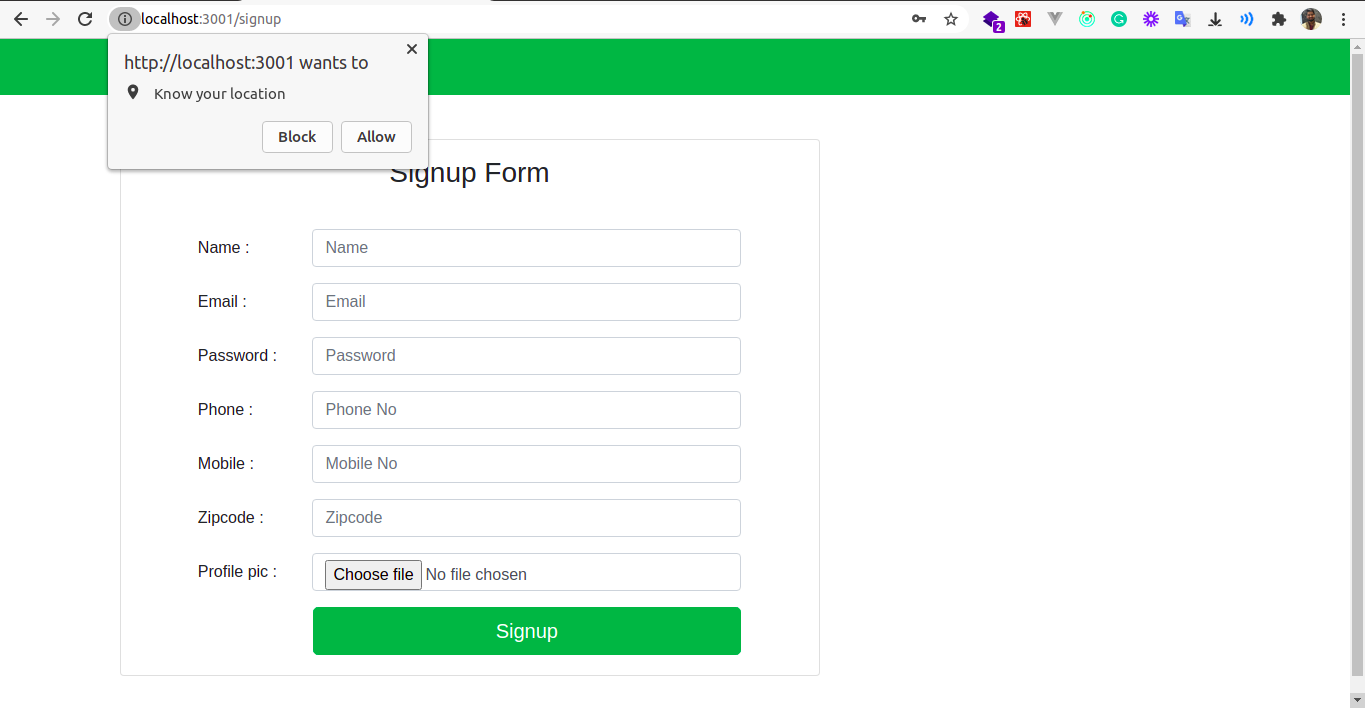 localhost:3001/signup
2
http://localhost:3001 wants to
Know your location
Block Allow
Signup Form
Name : Name
Email : Email
Password : Password
Phone : Phone No
Mobile : Mobile No
Zipcode : Zipcode
Profile pic : Choose file No file chosen
Signup